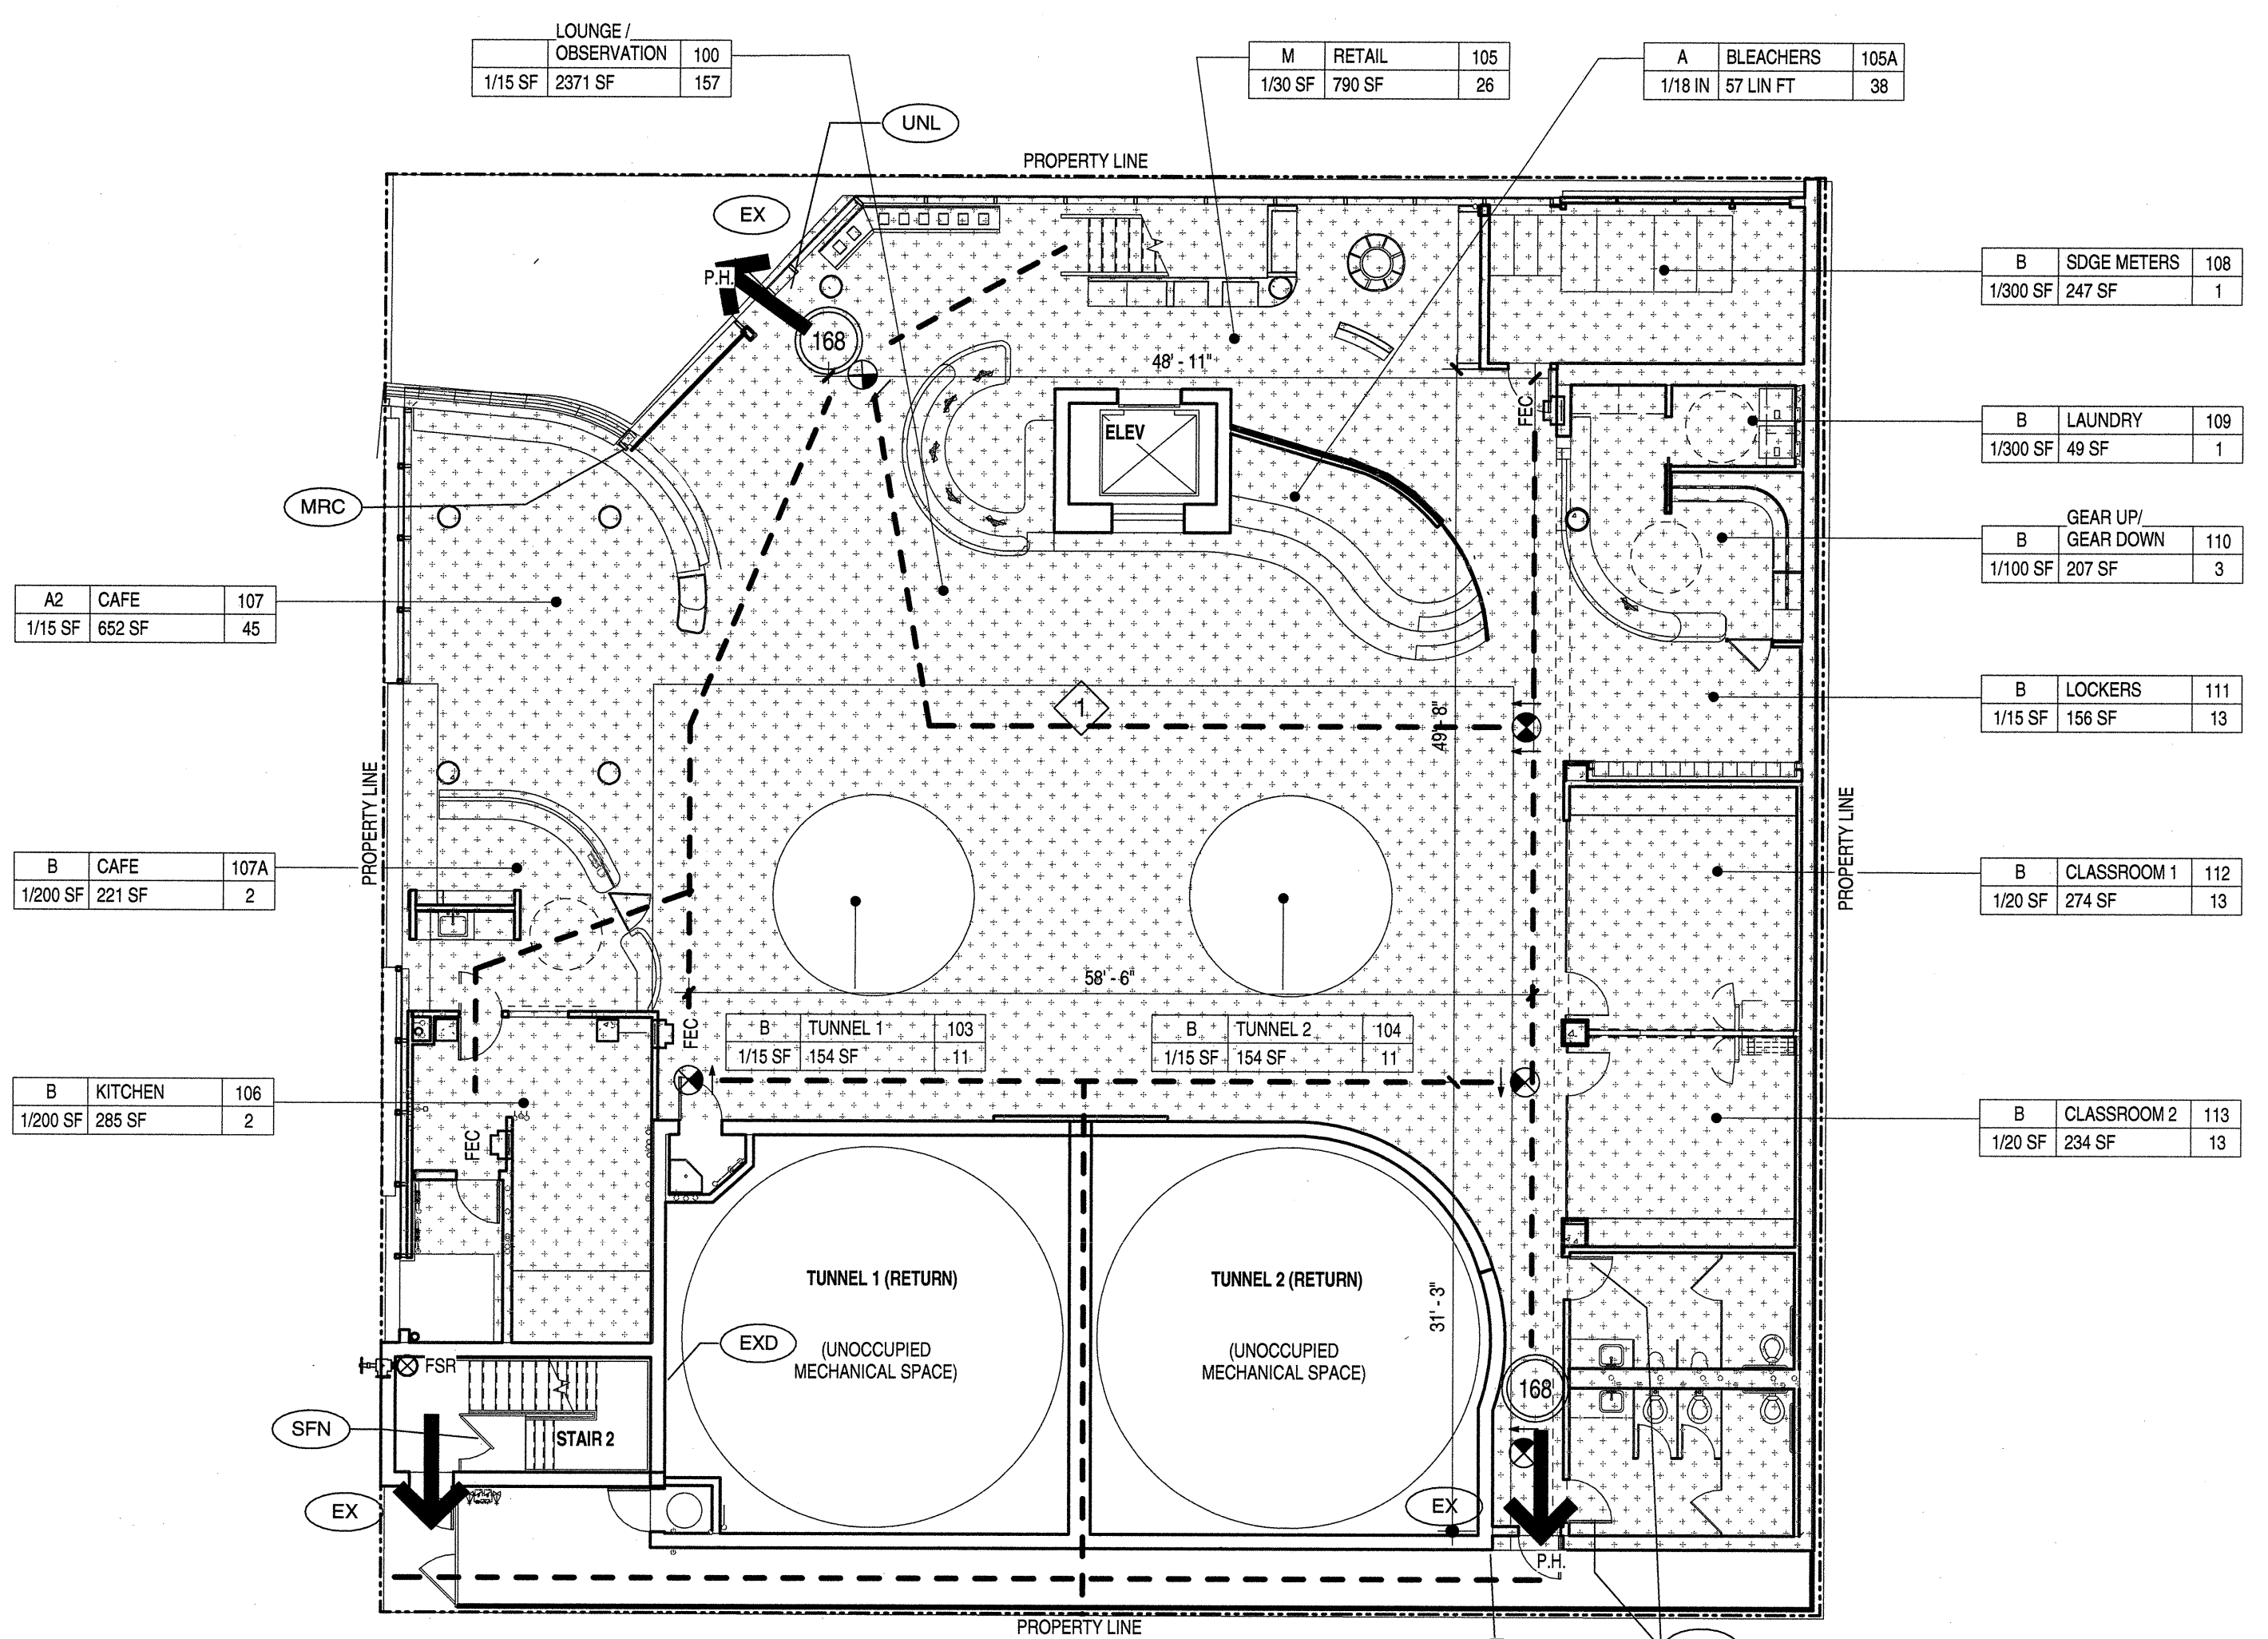 LOUNGE /
OBSERVATION 100
1/15 SF 2371 SF 157
M RETAIL 105
1/30 SF 790 SF 26
A BLEACHERS 105A
1/18 IN 57 LIN FT 38
UNL
PROPERTY LINE
EX
P.H.
168
48' - 11"
B SDGE METERS 108
1/300 SF 247 SF 1
ELEV
FEC
B LAUNDRY 109
1/300 SF 49 SF 1
MRC
GEAR UP/
B GEAR DOWN 110
1/100 SF 207 SF 3
A2 CAFE 107
1/15 SF 652 SF 45
1
49' - 8"
B LOCKERS 111
1/15 SF 156 SF 13
PROPERTY LINE
PROPERTY LINE
B CAFE 107A
1/200 SF 221 SF 2
B CLASSROOM 1 112
1/20 SF 274 SF 13
58' - 6"
FEC
B TUNNEL 1 103
1/15 SF 154 SF 11
B TUNNEL 2 104
1/15 SF 154 SF 11
B KITCHEN 106
1/200 SF 285 SF 2
FEC
B CLASSROOM 2 113
1/20 SF 234 SF 13
TUNNEL 1 (RETURN)
(UNOCCUPIED
MECHANICAL SPACE)
TUNNEL 2 (RETURN)
(UNOCCUPIED
MECHANICAL SPACE)
31' - 3"
EXD
FSR
168
SFN
STAIR 2
EX
EX
P.H.
PROPERTY LINE